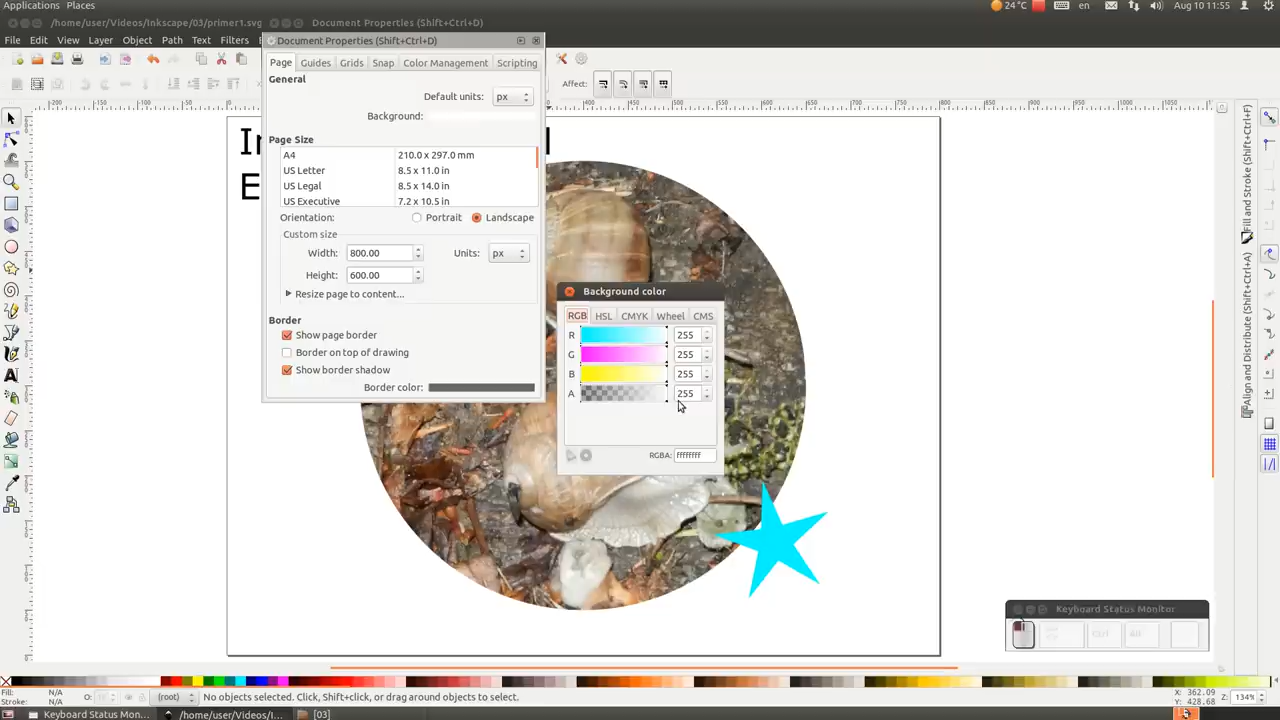 Applications Places
24°C
Aug 10 11:55
/home/user/Videos/Inkscape/03/primer1.svg
Document Properties (Shift+Ctrl+D)
File Edit View Layer Object Path Text Filters
Document Properties (Shift+Ctrl+D)
Page Guides Grids Snap Color Management Scripting
General
Default units: px
Background:
Page Size
A4 210.0 x 297.0 mm
US Letter 8.5 x 11.0 in
US Legal 8.5 x 14.0 in
US Executive 7.2 x 10.5 in
Orientation: Portrait Landscape
Custom size
Width: 800.00 Units: px
Height: 600.00
Resize page to content...
Border
Show page border
Border on top of drawing
Show border shadow
Border color:
Affect:
Background color
RGB HSL CMYK Wheel CMS
R 255
G 255
B 255
A 255
RGBA: ffffffff
Fill and Stroke (Shift+Ctrl+F)
Align and Distribute (Shift+Ctrl+A)
Keyboard Status Monitor
Ctrl Alt
Fill: N/A
Stroke: N/A
O:
(root)
No objects selected. Click, Shift+click, or drag around objects to select.
X: 362.09
Y: 428.68
Z: 134%
Keyboard Status Mon...
/home/user/Videos/I...
[03]